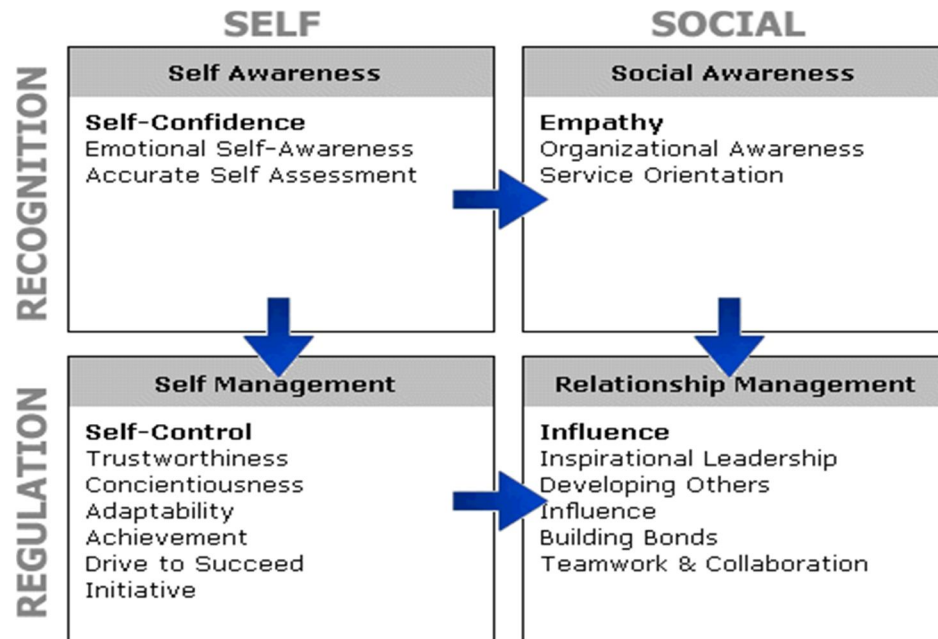 SELF
SOCIAL
RECOGNITION
Self Awareness
Self-Confidence
Emotional Self-Awareness
Accurate Self Assessment
Social Awareness
Empathy
Organizational Awareness
Service Orientation
REGULATION
Self Management
Self-Control
Trustworthiness
Concientiousness
Adaptability
Achievement
Drive to Succeed
Initiative
Relationship Management
Influence
Inspirational Leadership
Developing Others
Influence
Building Bonds
Teamwork & Collaboration